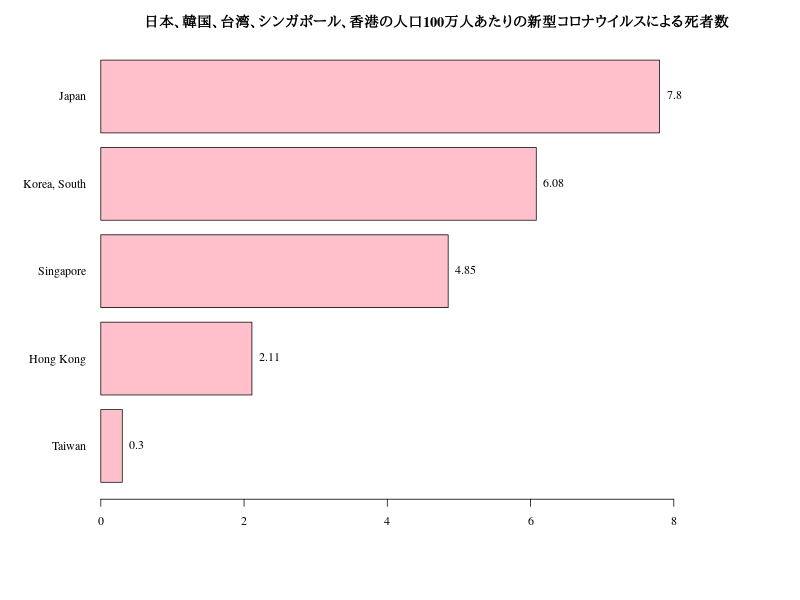 日本、韓国、台湾、シンガポール、香港の人口100万人あたりの新型コロナウイルスによる死者数
Japan 7.8
Korea, South 6.08
Singapore 4.85
Hong Kong 2.11
Taiwan 0.3
0 2 4 6 8